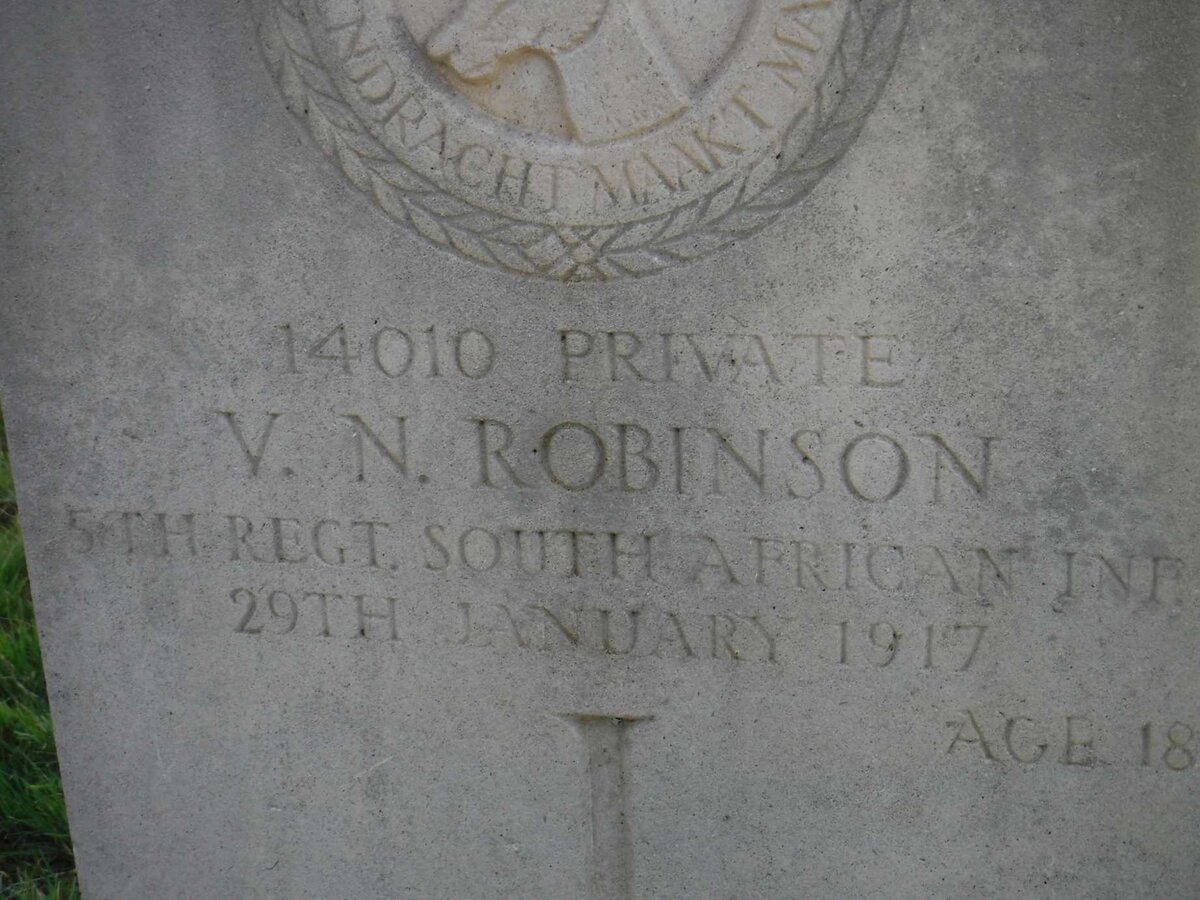 NDRACHT MAAKT MA
14010 PRIVATE
V. N. ROBINSON
5TH REGT. SOUTH AFRICAN INF.
29TH JANUARY 1917
AGE 18